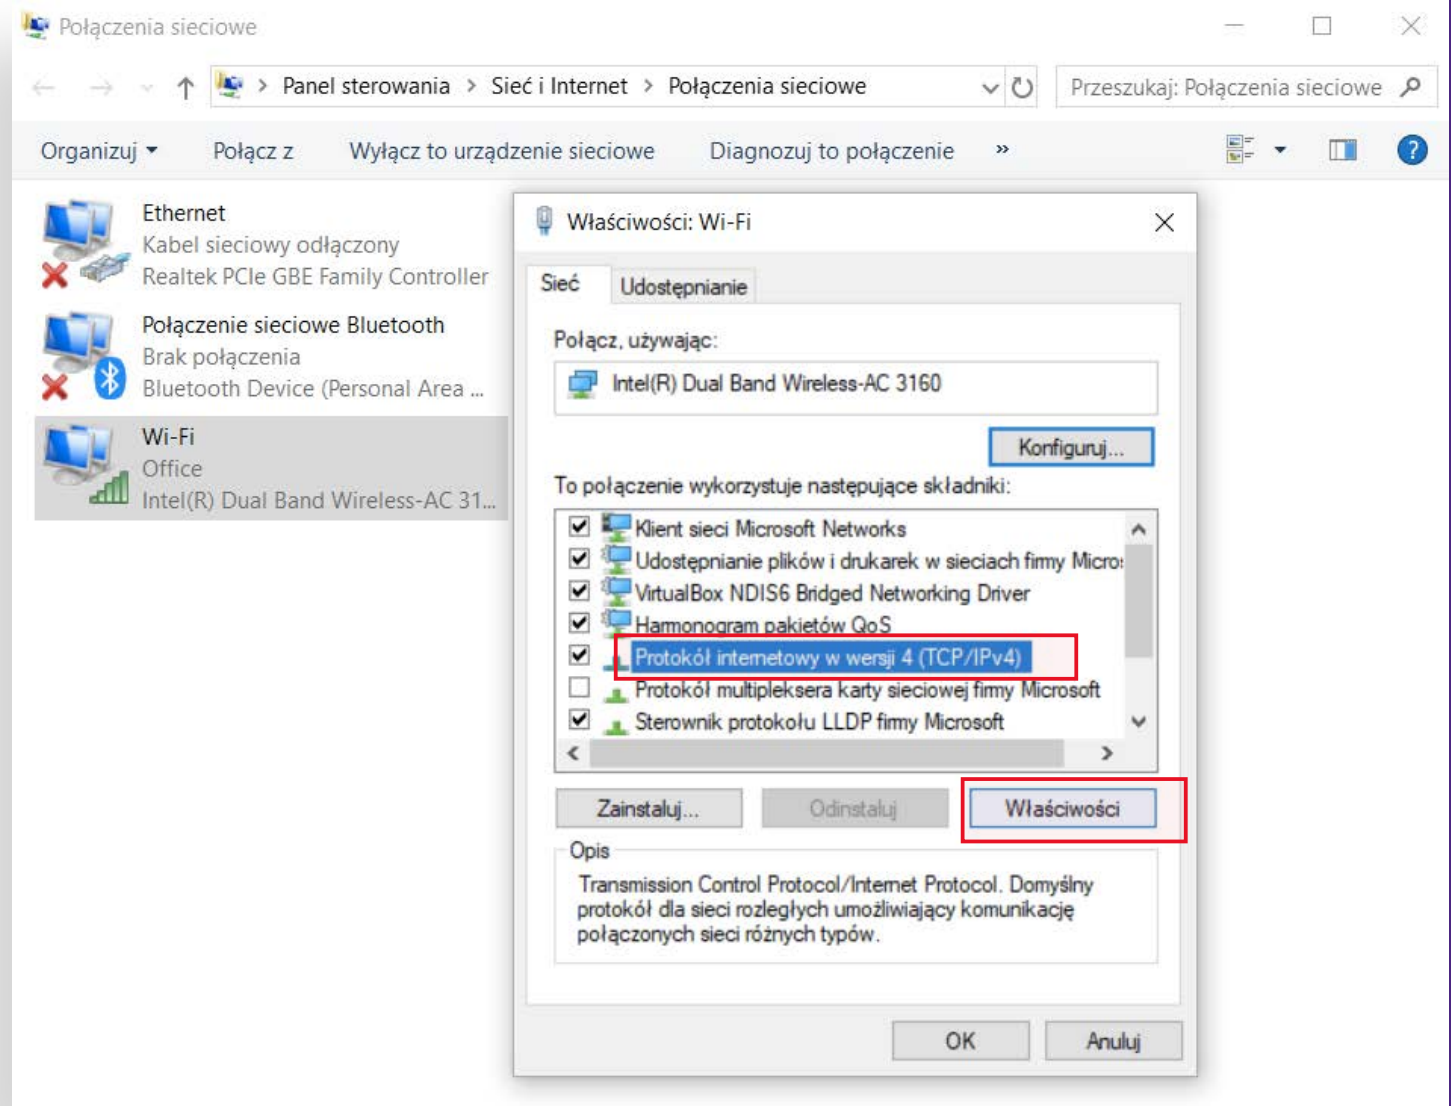 Połączenia sieciowe
Panel sterowania > Sieć i Internet > Połączenia sieciowe
Przeszukaj: Połączenia sieciowe
Organizuj
Połącz z
Wyłącz to urządzenie sieciowe
Diagnozuj to połączenie
»
?
Ethernet
Kabel sieciowy odłączony
Realtek PCIe GBE Family Controller
Połączenie sieciowe Bluetooth
Brak połączenia
Bluetooth Device (Personal Area ...
Wi-Fi
Office
Intel(R) Dual Band Wireless-AC 31...
Właściwości: Wi-Fi
Sieć
Udostępnianie
Połącz, używając:
Intel(R) Dual Band Wireless-AC 3160
Konfiguruj...
To połączenie wykorzystuje następujące składniki:
Klient sieci Microsoft Networks
Udostępnianie plików i drukarek w sieciach firmy Micros
VirtualBox NDIS6 Bridged Networking Driver
Harmonogram pakietów QoS
Protokół internetowy w wersji 4 (TCP/IPv4)
Protokół multipleksera karty sieciowej firmy Microsoft
Sterownik protokołu LLDP firmy Microsoft
Zainstaluj...
Odinstaluj
Właściwości
Opis
Transmission Control Protocol/Internet Protocol. Domyślny
protokół dla sieci rozległych umożliwiający komunikację
połączonych sieci różnych typów.
OK
Anuluj